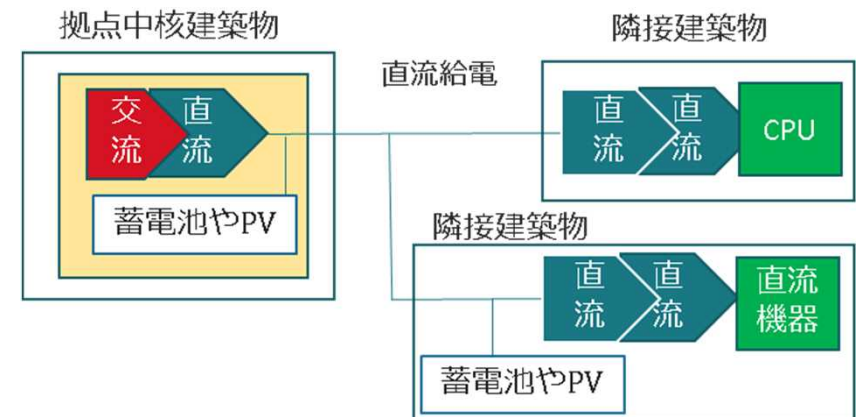 拠点中核建築物
隣接建築物
直流給電
交流
直流
直流
直流
CPU
蓄電池やPV
隣接建築物
直流
直流
直流
機器
蓄電池やPV